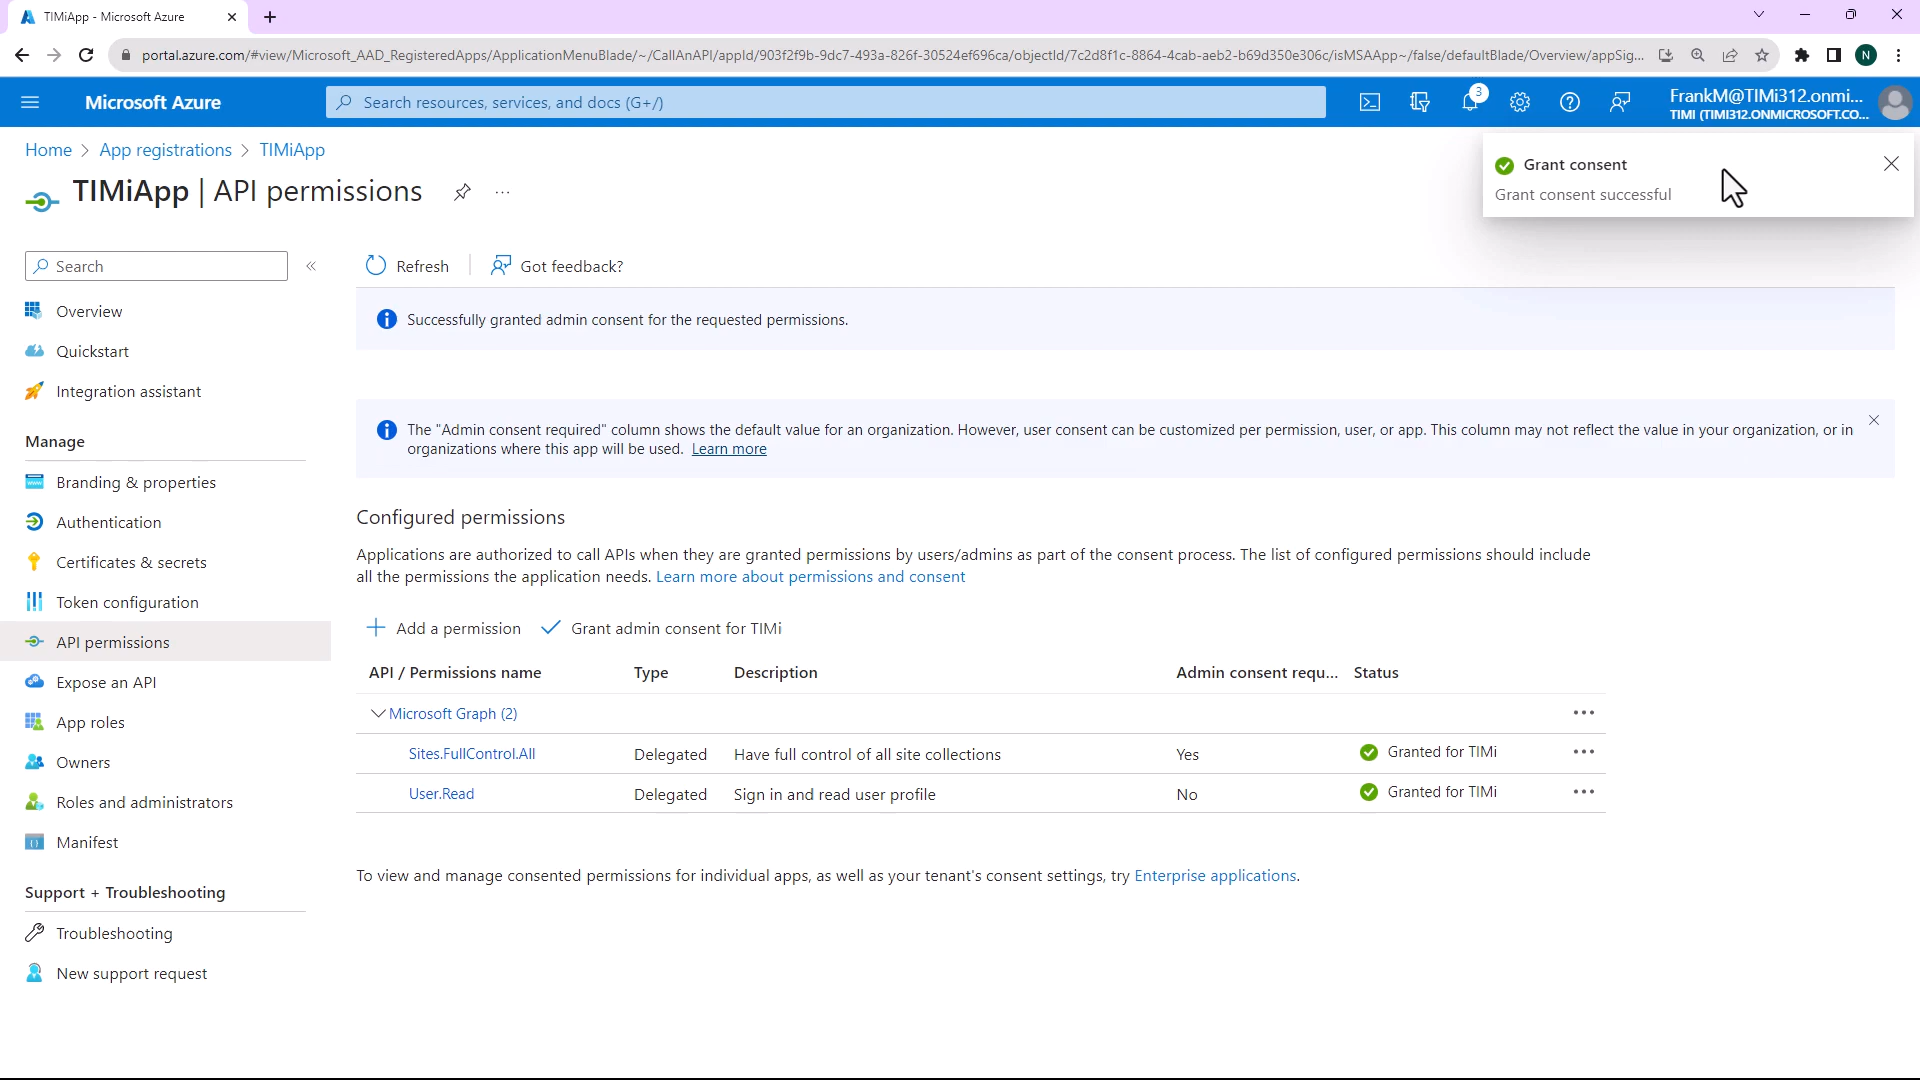 TIMiApp - Microsoft Azure
portal.azure.com/#view/Microsoft_AAD_RegisteredApps/ApplicationMenuBlade/~/CallAnAPI/appId/903f2f9b-9dc7-493a-826f-30524ef696ca/objectId/7c2d8f1c-8864-4cab-aeb2-b69d350e306c/isMSAApp~/false/defaultBlade/Overview/appSig...
N
Microsoft Azure
Search resources, services, and docs (G+/)
3
FrankM@TIMi312.onmi...
TIMI (TIMI312.ONMICROSOFT.CO...
Home > App registrations > TIMiApp
TIMiApp | API permissions
...
Grant consent
Grant consent successful
Search
«
Refresh
Got feedback?
Overview
Quickstart
Integration assistant
Manage
Branding & properties
Authentication
Certificates & secrets
Token configuration
API permissions
Expose an API
App roles
Owners
Roles and administrators
Manifest
Support + Troubleshooting
Troubleshooting
New support request
Successfully granted admin consent for the requested permissions.
The "Admin consent required" column shows the default value for an organization. However, user consent can be customized per permission, user, or app. This column may not reflect the value in your organization, or in
organizations where this app will be used. Learn more
Configured permissions
Applications are authorized to call APIs when they are granted permissions by users/admins as part of the consent process. The list of configured permissions should include
all the permissions the application needs. Learn more about permissions and consent
Add a permission
Grant admin consent for TIMi
API / Permissions name Type Description Admin consent requ... Status
Microsoft Graph (2) ...
Sites.FullControl.All Delegated Have full control of all site collections Yes Granted for TIMi ...
User.Read Delegated Sign in and read user profile No Granted for TIMi ...
To view and manage consented permissions for individual apps, as well as your tenant's consent settings, try Enterprise applications.